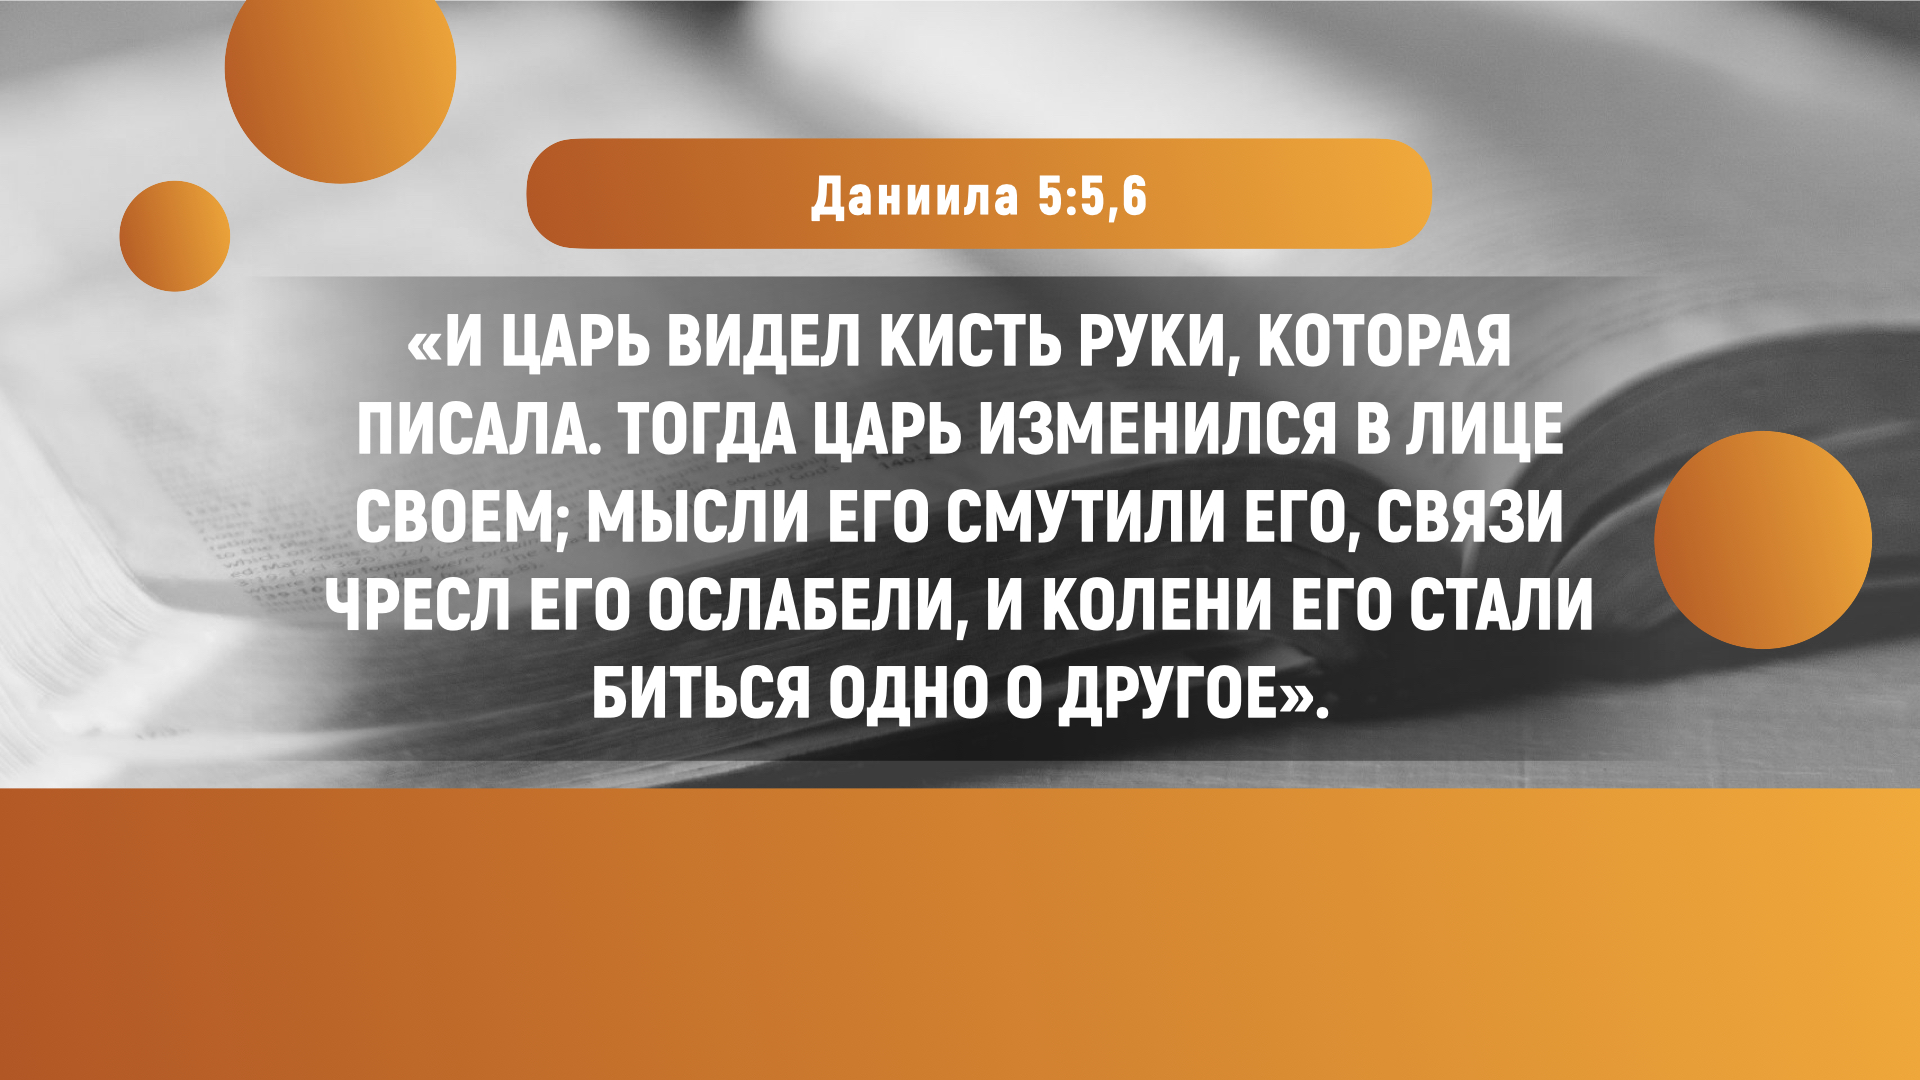 Даниила 5:5,6
«И ЦАРЬ ВИДЕЛ КИСТЬ РУКИ, КОТОРАЯ
ПИСАЛА. ТОГДА ЦАРЬ ИЗМЕНИЛСЯ В ЛИЦЕ
СВОЕМ; МЫСЛИ ЕГО СМУТИЛИ ЕГО, СВЯЗИ
ЧРЕСЛ ЕГО ОСЛАБЕЛИ, И КОЛЕНИ ЕГО СТАЛИ
БИТЬСЯ ОДНО О ДРУГОЕ».